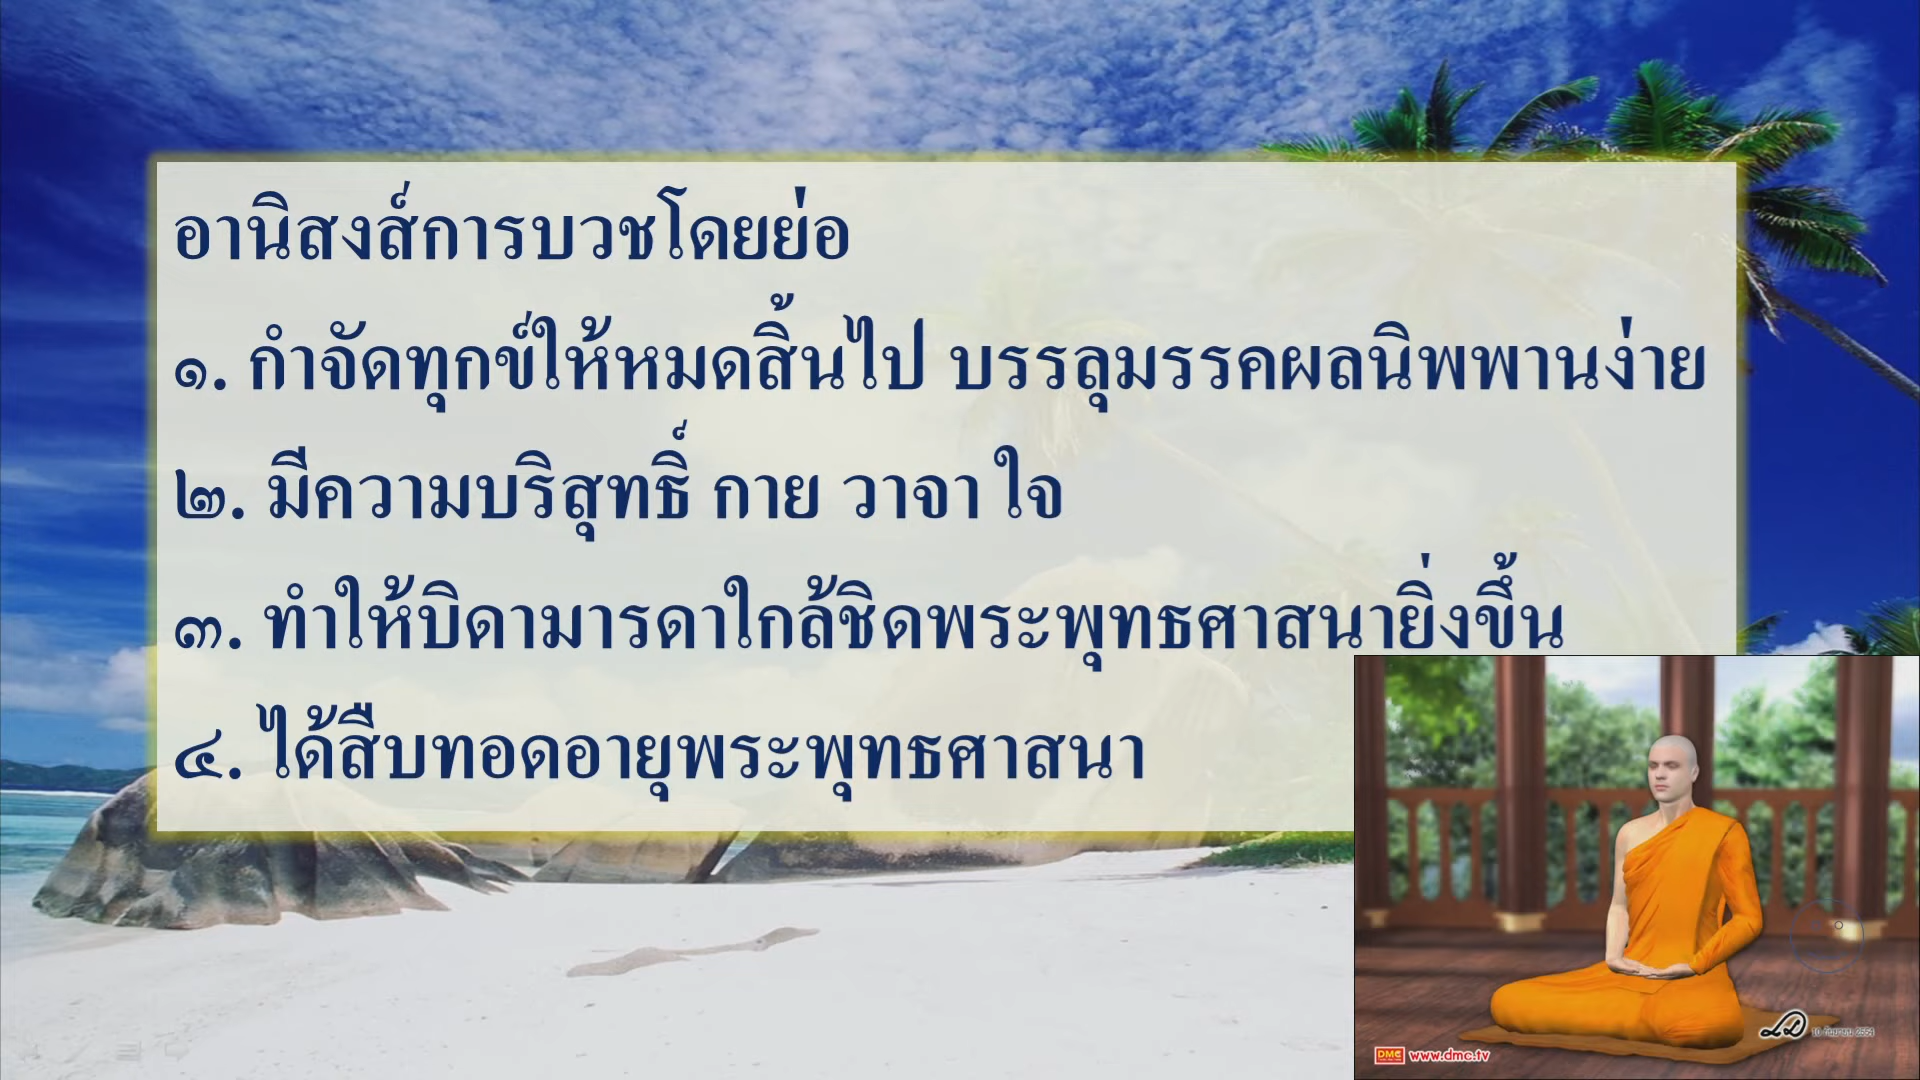 อานิสงส์การบวชโดยย่อ
๑. กำจัดทุกข์ให้หมดสิ้นไป บรรลุมรรคผลนิพพานง่าย
๒. มีความบริสุทธิ์ กาย วาจา ใจ
๓. ทำให้บิดามารดาใกล้ชิดพระพุทธศาสนายิ่งขึ้น
๔. ได้สืบทอดอายุพระพุทธศาสนา
DMC www.dmc.tv